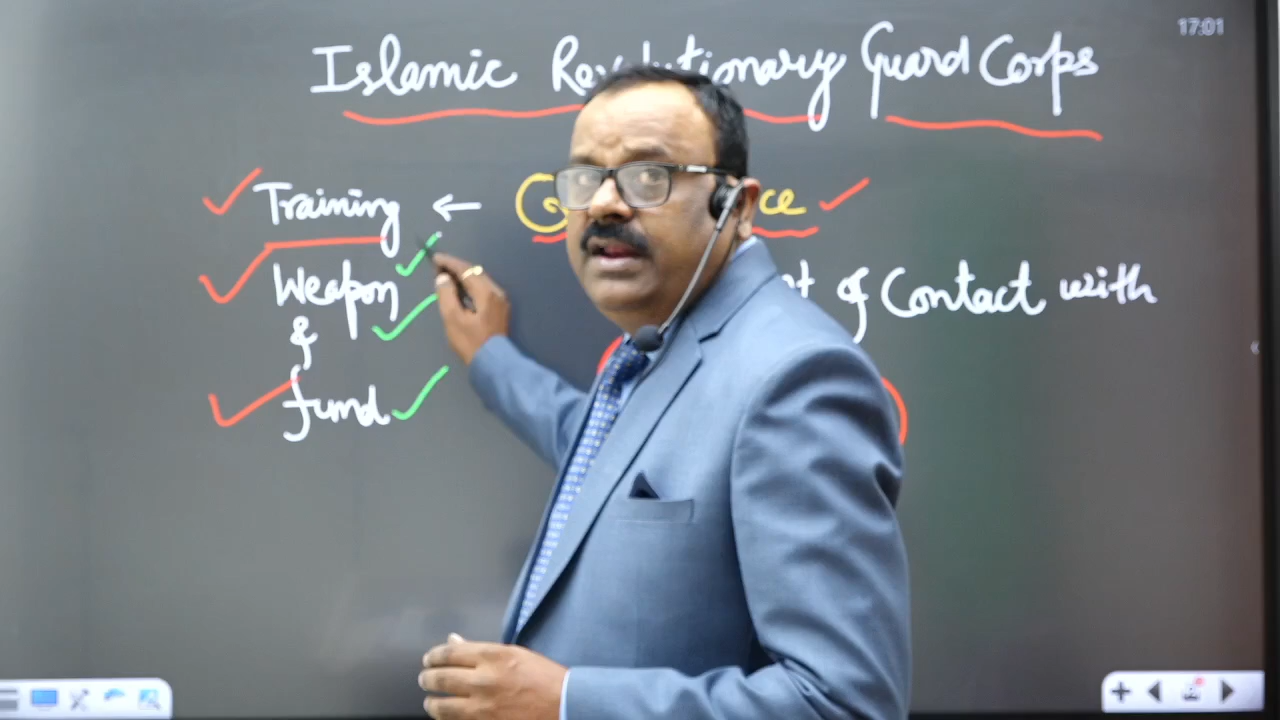 17:01
Islamic Revolutionary Guard Corps
Training ←
Weapon of Contact with
&
fund